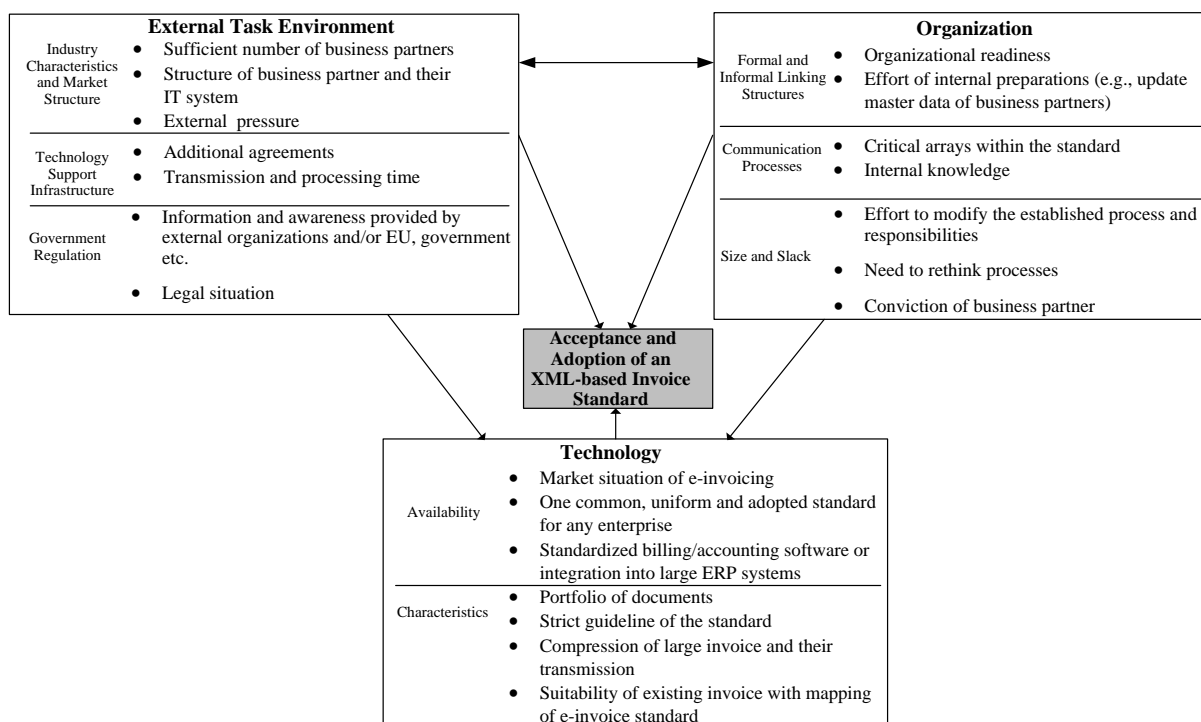 External Task Environment
Industry
Characteristics
and Market
Structure
● Sufficient number of business partners
● Structure of business partner and their
IT system
● External pressure
Technology
Support
Infrastructure
● Additional agreements
● Transmission and processing time
Government
Regulation
● Information and awareness provided by
external organizations and/or EU, government
etc.
● Legal situation
Organization
Formal and
Informal Linking
Structures
● Organizational readiness
● Effort of internal preparations (e.g., update
master data of business partners)
Communication
Processes
● Critical arrays within the standard
● Internal knowledge
Size and Slack
● Effort to modify the established process and
responsibilities
● Need to rethink processes
● Conviction of business partner
Acceptance and
Adoption of an
XML-based Invoice
Standard
Technology
Availability
● Market situation of e-invoicing
● One common, uniform and adopted standard
for any enterprise
● Standardized billing/accounting software or
integration into large ERP systems
Characteristics
● Portfolio of documents
● Strict guideline of the standard
● Compression of large invoice and their
transmission
● Suitability of existing invoice with mapping
of e-invoice standard